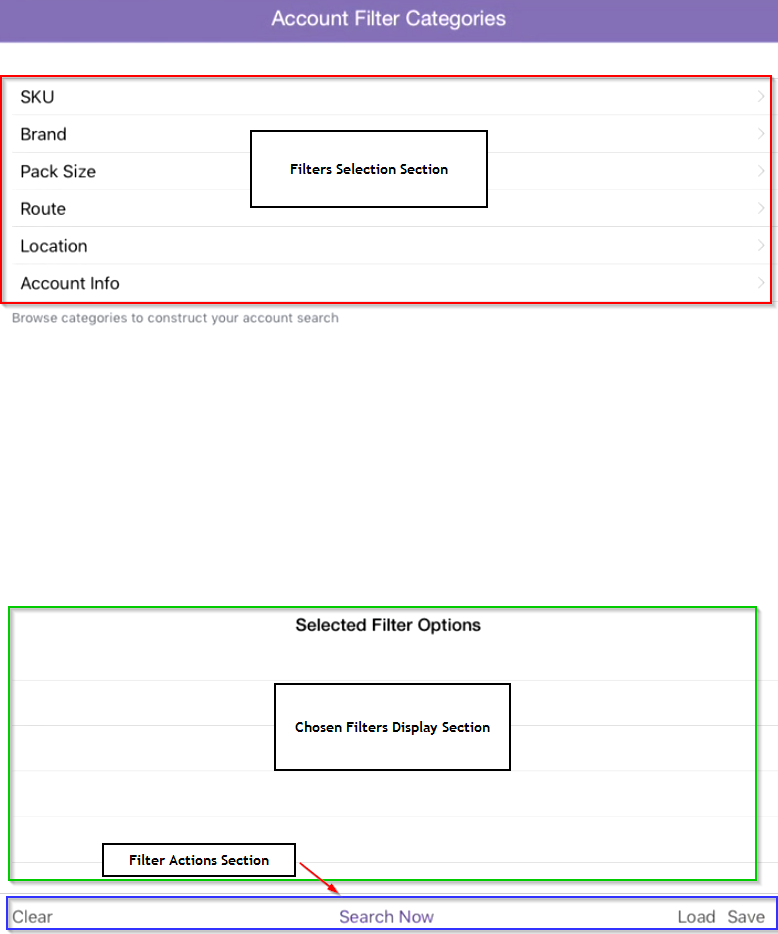 Account Filter Categories
SKU
Brand
Filters Selection Section
Pack Size
Route
Location
Account Info
Browse categories to construct your account search
Selected Filter Options
Chosen Filters Display Section
Filter Actions Section
Clear Search Now Load Save